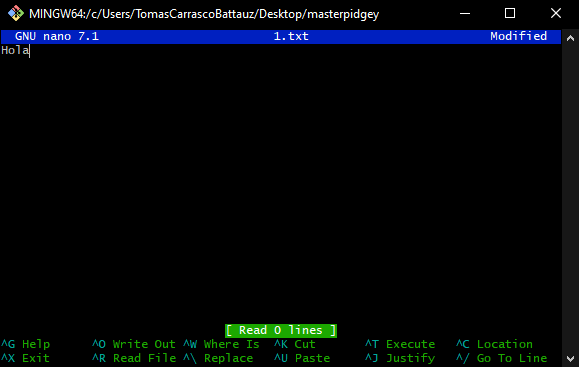 MINGW64:/c/Users/TomasCarrascoBattauz/Desktop/masterpidgey
GNU nano 7.1 1.txt Modified
Hola
[ Read 0 lines ]
^G Help ^O Write Out ^W Where Is ^K Cut ^T Execute ^C Location
^X Exit ^R Read File ^\ Replace ^U Paste ^J Justify ^/ Go To Line